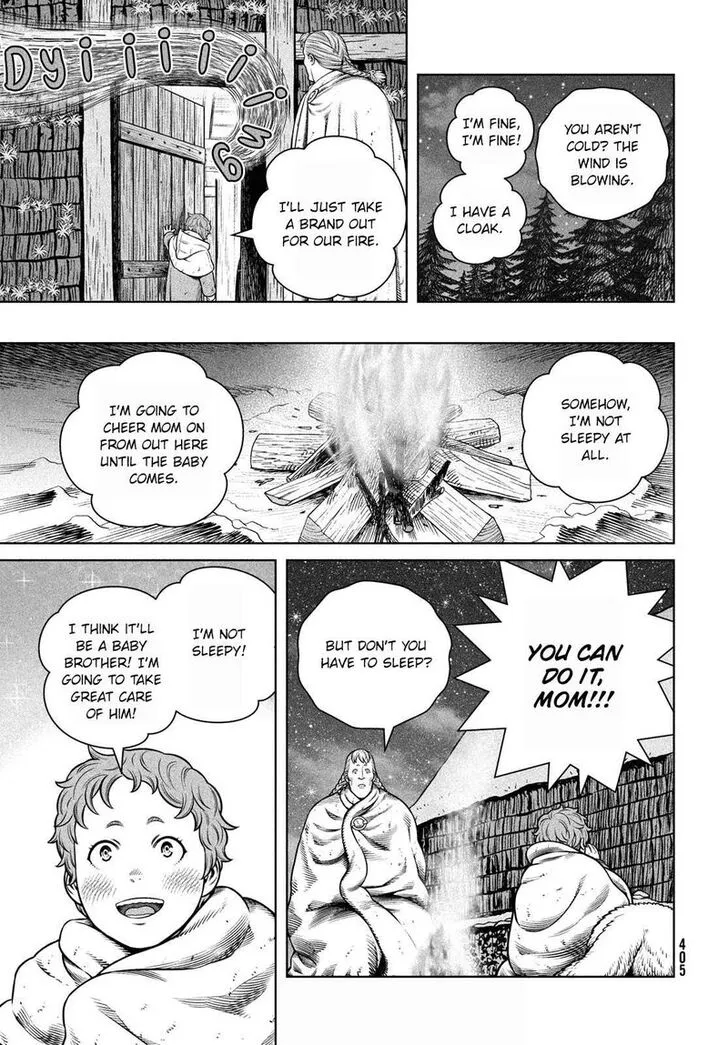 YOU AREN'T
COLD? THE
WIND IS
BLOWING.
I'M FINE,
I'M FINE!
I HAVE A
CLOAK.
Dyiiiiiing
I'LL JUST TAKE
A BRAND OUT
FOR OUR FIRE.
SOMEHOW,
I'M NOT
SLEEPY AT
ALL.
I'M GOING TO
CHEER MOM ON
FROM OUT HERE
UNTIL THE BABY
COMES.
YOU CAN
DO IT,
MOM!!!
BUT DON'T YOU
HAVE TO SLEEP?
I'M NOT
SLEEPY!
I THINK IT'LL
BE A BABY
BROTHER! I'M
GOING TO TAKE
GREAT CARE
OF HIM!
405